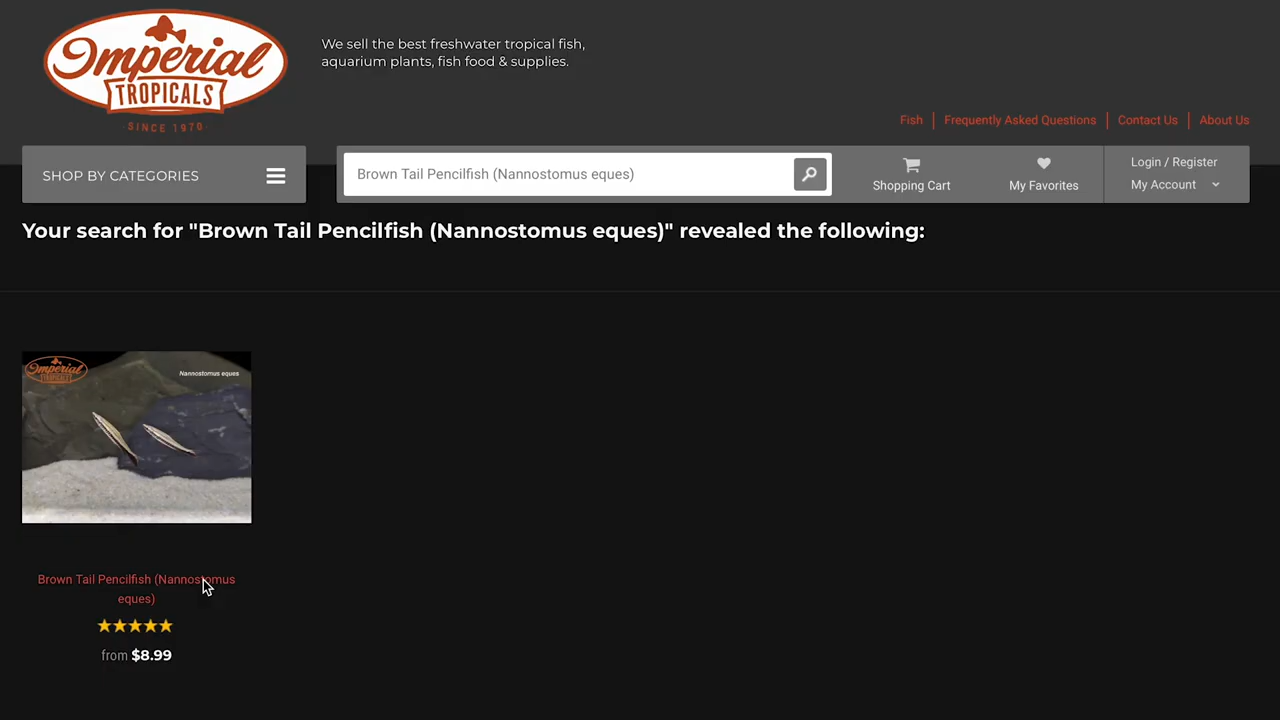 Imperial
TROPICALS
· SINCE 1970 ·
We sell the best freshwater tropical fish,
aquarium plants, fish food & supplies.
Fish
Frequently Asked Questions
Contact Us
About Us
SHOP BY CATEGORIES
Brown Tail Pencilfish (Nannostomus eques)
Shopping Cart
My Favorites
Login / Register
My Account
Your search for "Brown Tail Pencilfish (Nannostomus eques)" revealed the following:
Imperial
TROPICALS
Nannostomus eques
Brown Tail Pencilfish (Nannostomus
eques)
from $8.99